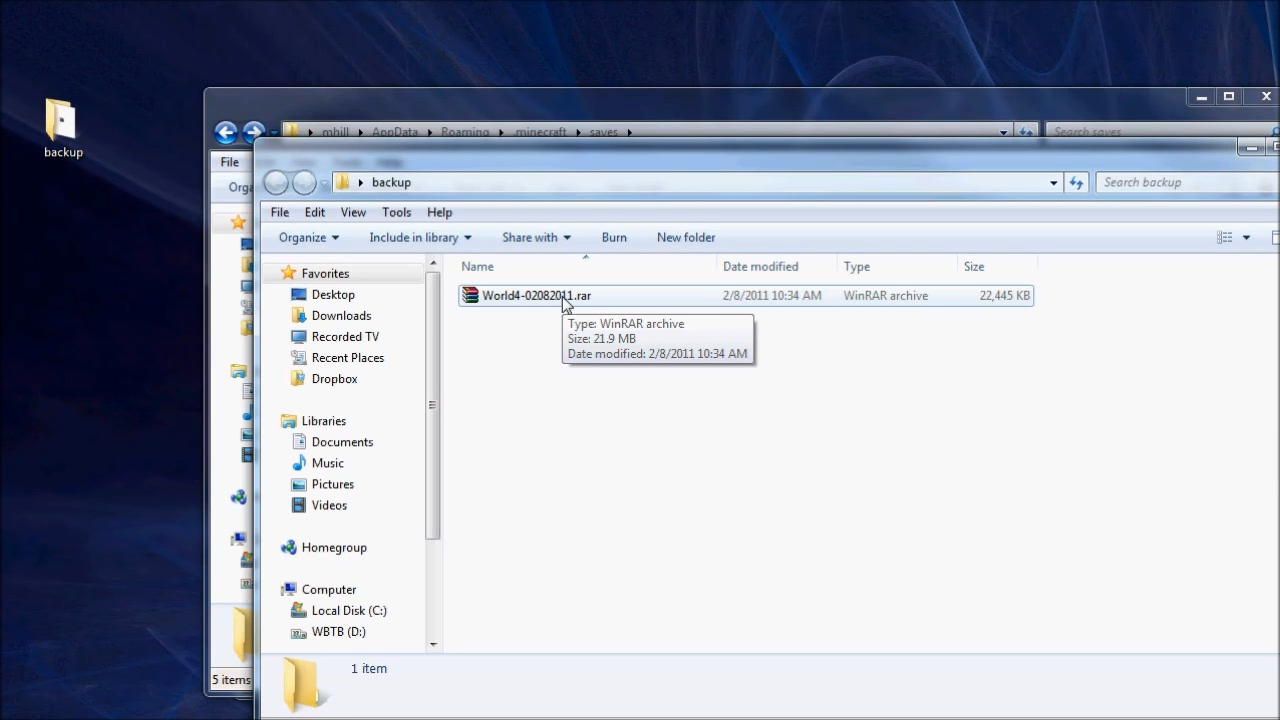 backup
mhill AppData Roaming .minecraft saves Search saves
File
Orga
backup Search backup
File Edit View Tools Help
Organize Include in library Share with Burn New folder
Name Date modified Type Size
Favorites
World4-02082011.rar 2/8/2011 10:34 AM WinRAR archive 22,445 KB
Desktop
Downloads
Type: WinRAR archive
Size: 21.9 MB
Date modified: 2/8/2011 10:34 AM
Recorded TV
Recent Places
Dropbox
Libraries
Documents
Music
Pictures
Videos
Homegroup
Computer
Local Disk (C:)
WBTB (D:)
1 item
5 items